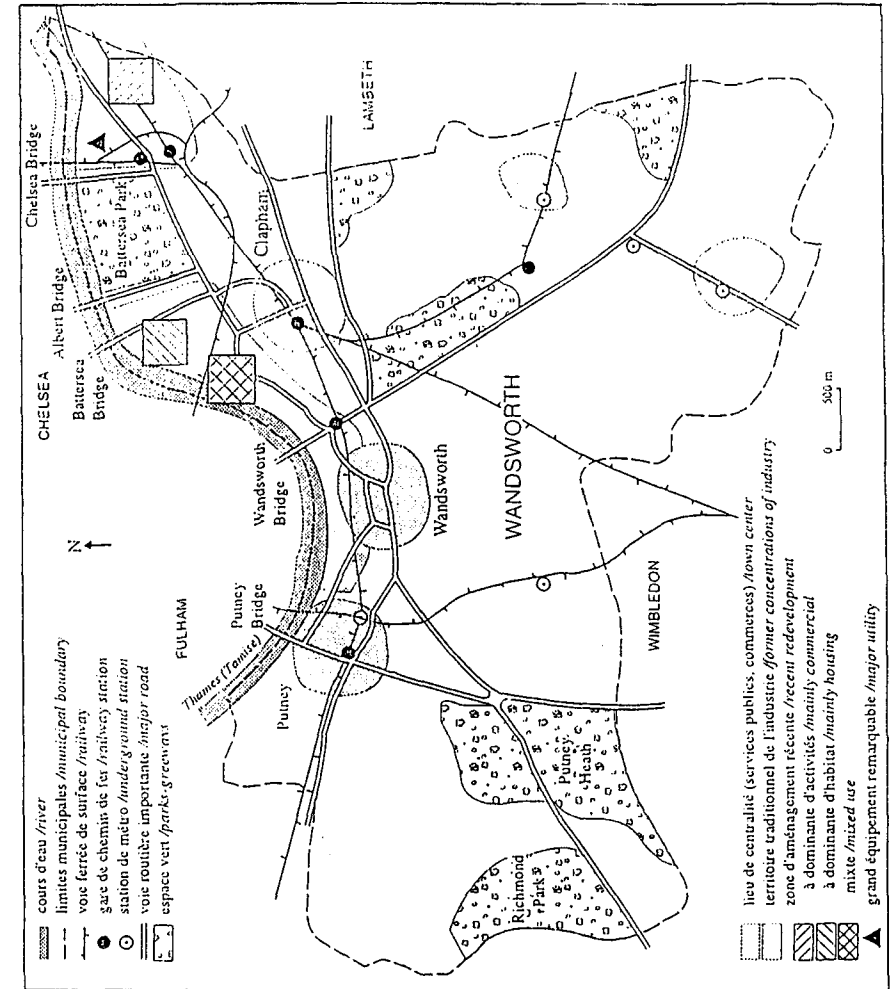 cours d'eau /river
limites municipales /municipal boundary
voie ferrée de surface /railway
gare de chemin de fer /railway station
station de métro /underground station
voie routière importante /major road
espace vert /parks-greeways
N
CHELSEA
FULHAM
LAMBETH
WIMBLEDON
WANDSWORTH
Thames (Tamise)
Putney Bridge
Wandsworth Bridge
Battersea Bridge
Albert Bridge
Chelsea Bridge
Battersea Park
Clapham
Wandsworth
Putney
Putney Heath
Richmond Park
0 500 m
lieu de centralité (services publics, commerces) /town center
territoire traditionnel de l'industrie /former concentrations of industry
zone d'aménagement récente /recent redevelopment
à dominante d'activités /mainly commercial
à dominante d'habitat /mainly housing
mixte /mixed use
grand équipement remarquable /major utility